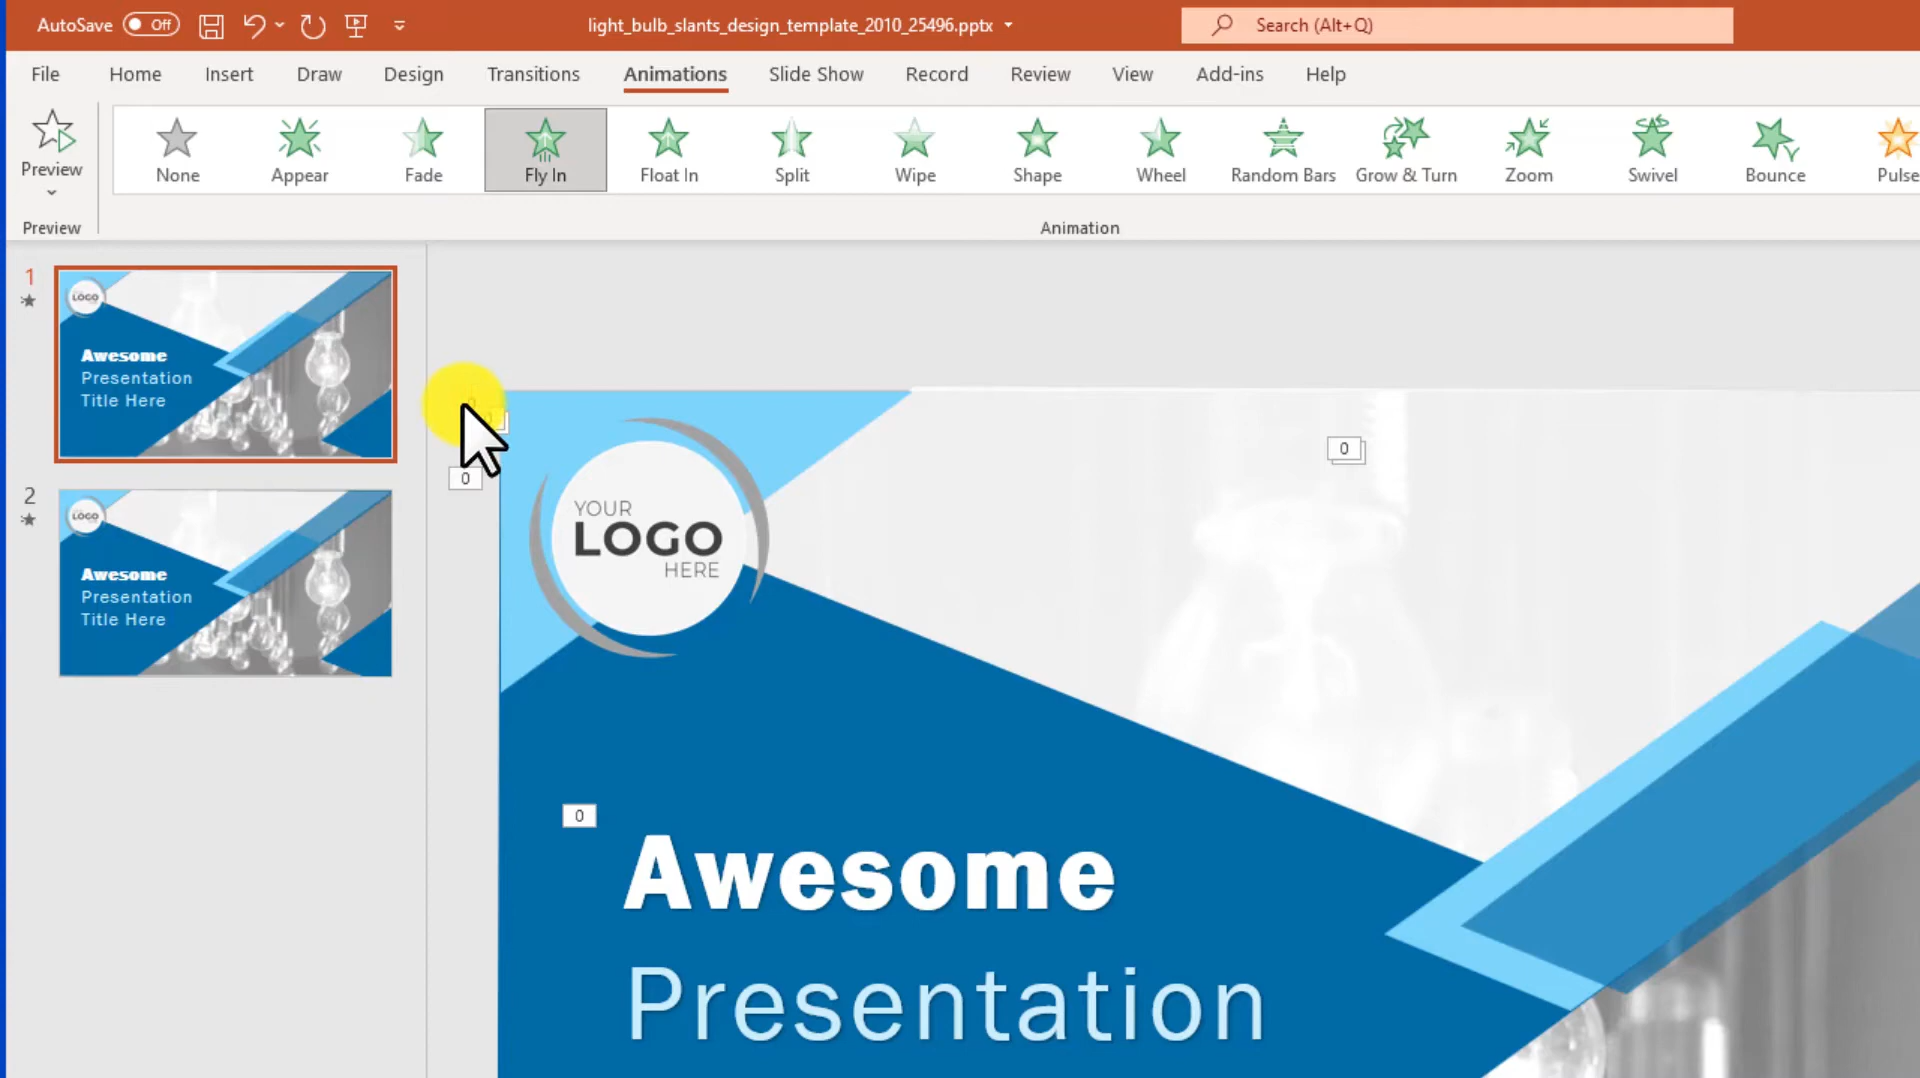 AutoSave Off light_bulb_slants_design_template_2010_25496.pptx Search (Alt+Q)
File Home Insert Draw Design Transitions Animations Slide Show Record Review View Add-ins Help
Preview None Appear Fade Fly In Float In Split Wipe Shape Wheel Random Bars Grow & Turn Zoom Swivel Bounce Pulse
Preview Animation
1
LOGO
Awesome
Presentation
Title Here
2
LOGO
Awesome
Presentation
Title Here
0
0
YOUR
LOGO
HERE
0
Awesome
Presentation